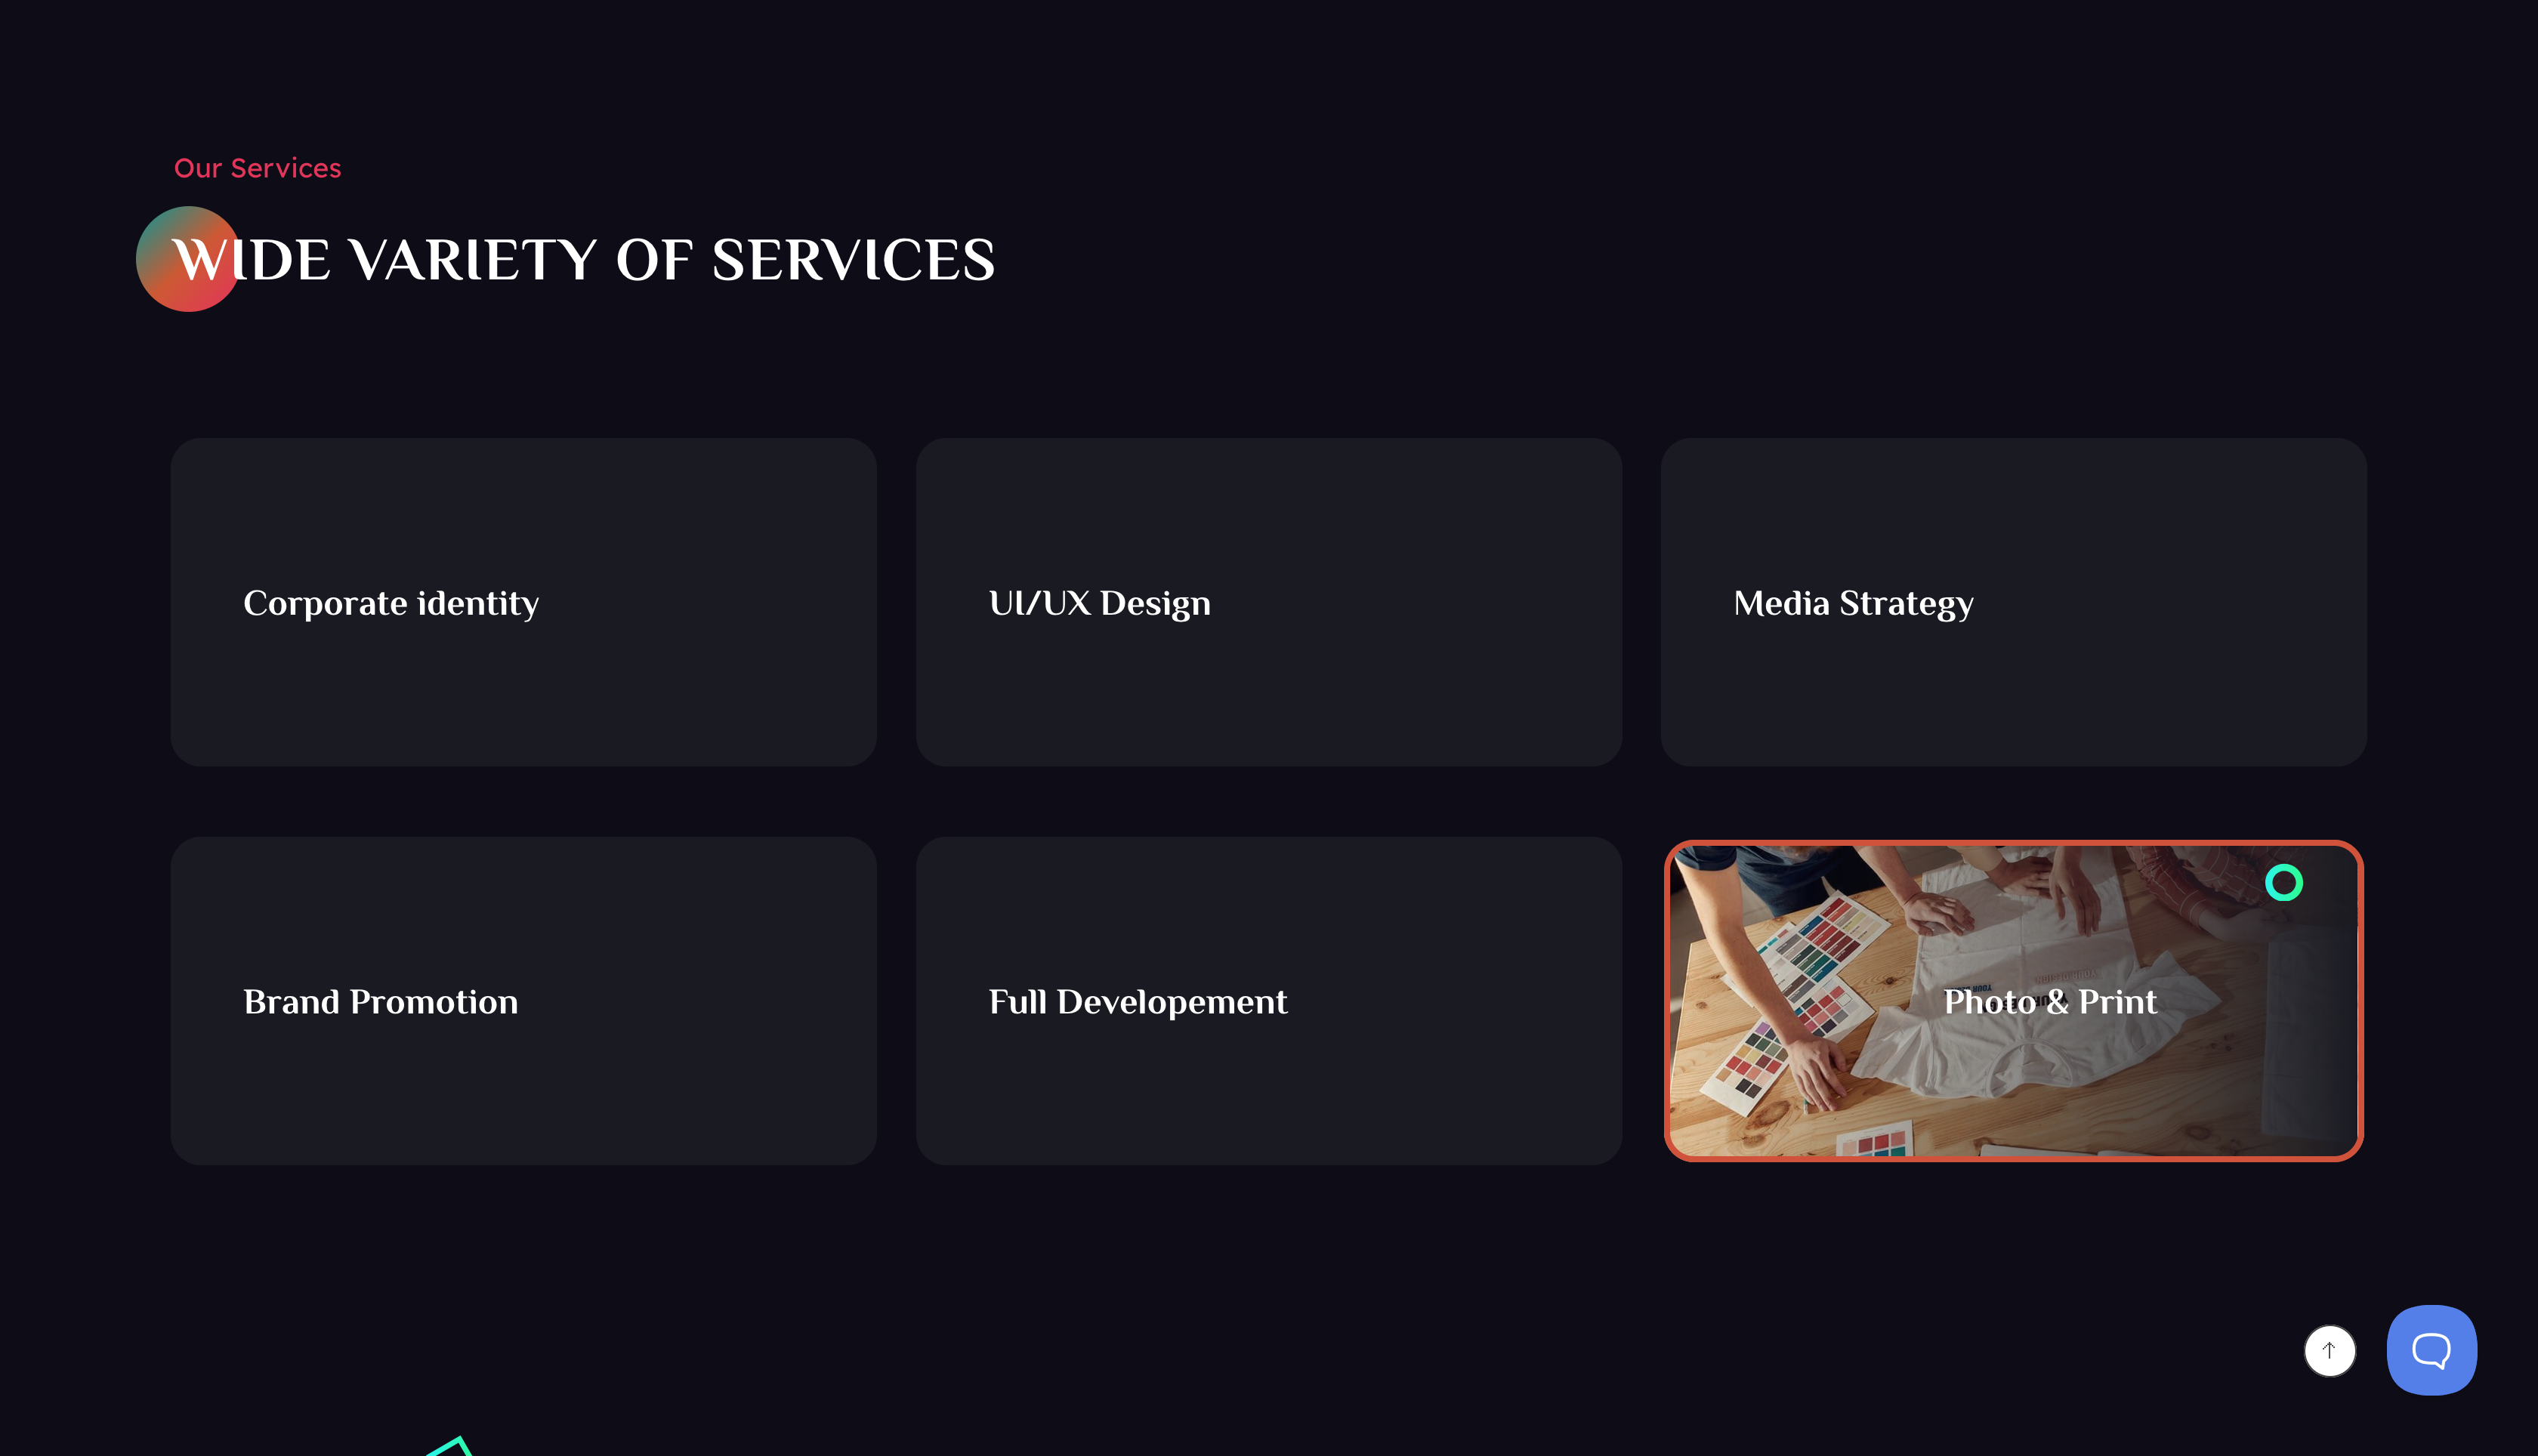 Our Services
WIDE VARIETY OF SERVICES
Corporate identity
UI/UX Design
Media Strategy
Brand Promotion
Full Developement
Photo & Print